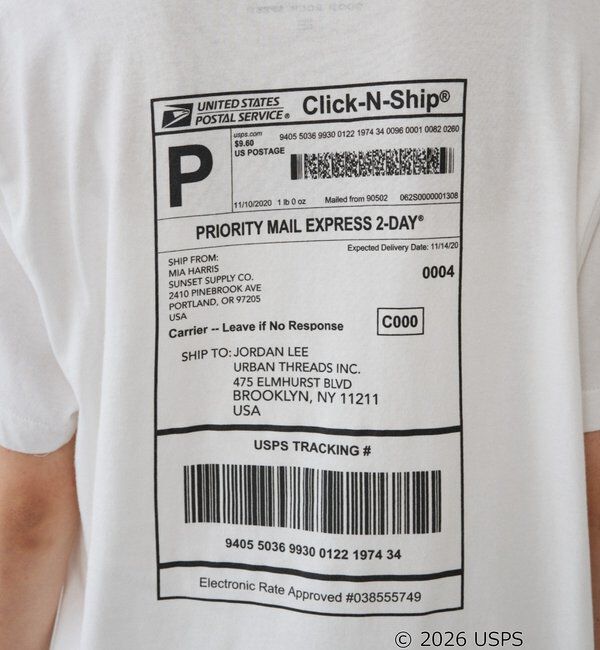 UNITED STATES
POSTAL SERVICE®
Click-N-Ship®
P
usps.com
$9.60
US POSTAGE
9405 5036 9930 0122 1974 34 0096 0001 0082 0260
11/10/2020 1 lb 0 oz Mailed from 90502 062S0000001308
PRIORITY MAIL EXPRESS 2-DAY®
Expected Delivery Date: 11/14/20
0004
SHIP FROM:
MIA HARRIS
SUNSET SUPPLY CO.
2410 PINEBROOK AVE
PORTLAND, OR 97205
USA
Carrier -- Leave if No Response
C000
SHIP TO: JORDAN LEE
URBAN THREADS INC.
475 ELMHURST BLVD
BROOKLYN, NY 11211
USA
USPS TRACKING #
9405 5036 9930 0122 1974 34
Electronic Rate Approved #038555749
© 2026 USPS